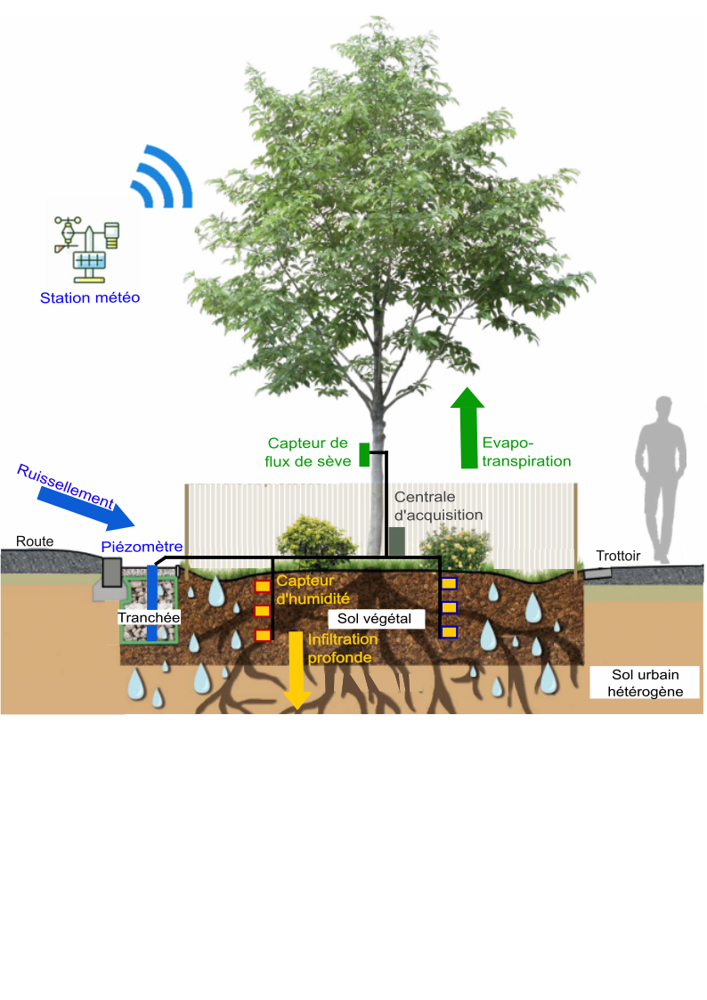 Station météo
Capteur de
flux de sève
Evapo-
transpiration
Ruissellement
Centrale
d'acquisition
Route
Piézomètre
Trottoir
Capteur
d'humidité
Tranchée
Sol végétal
Infiltration
profonde
Sol urbain
hétérogène